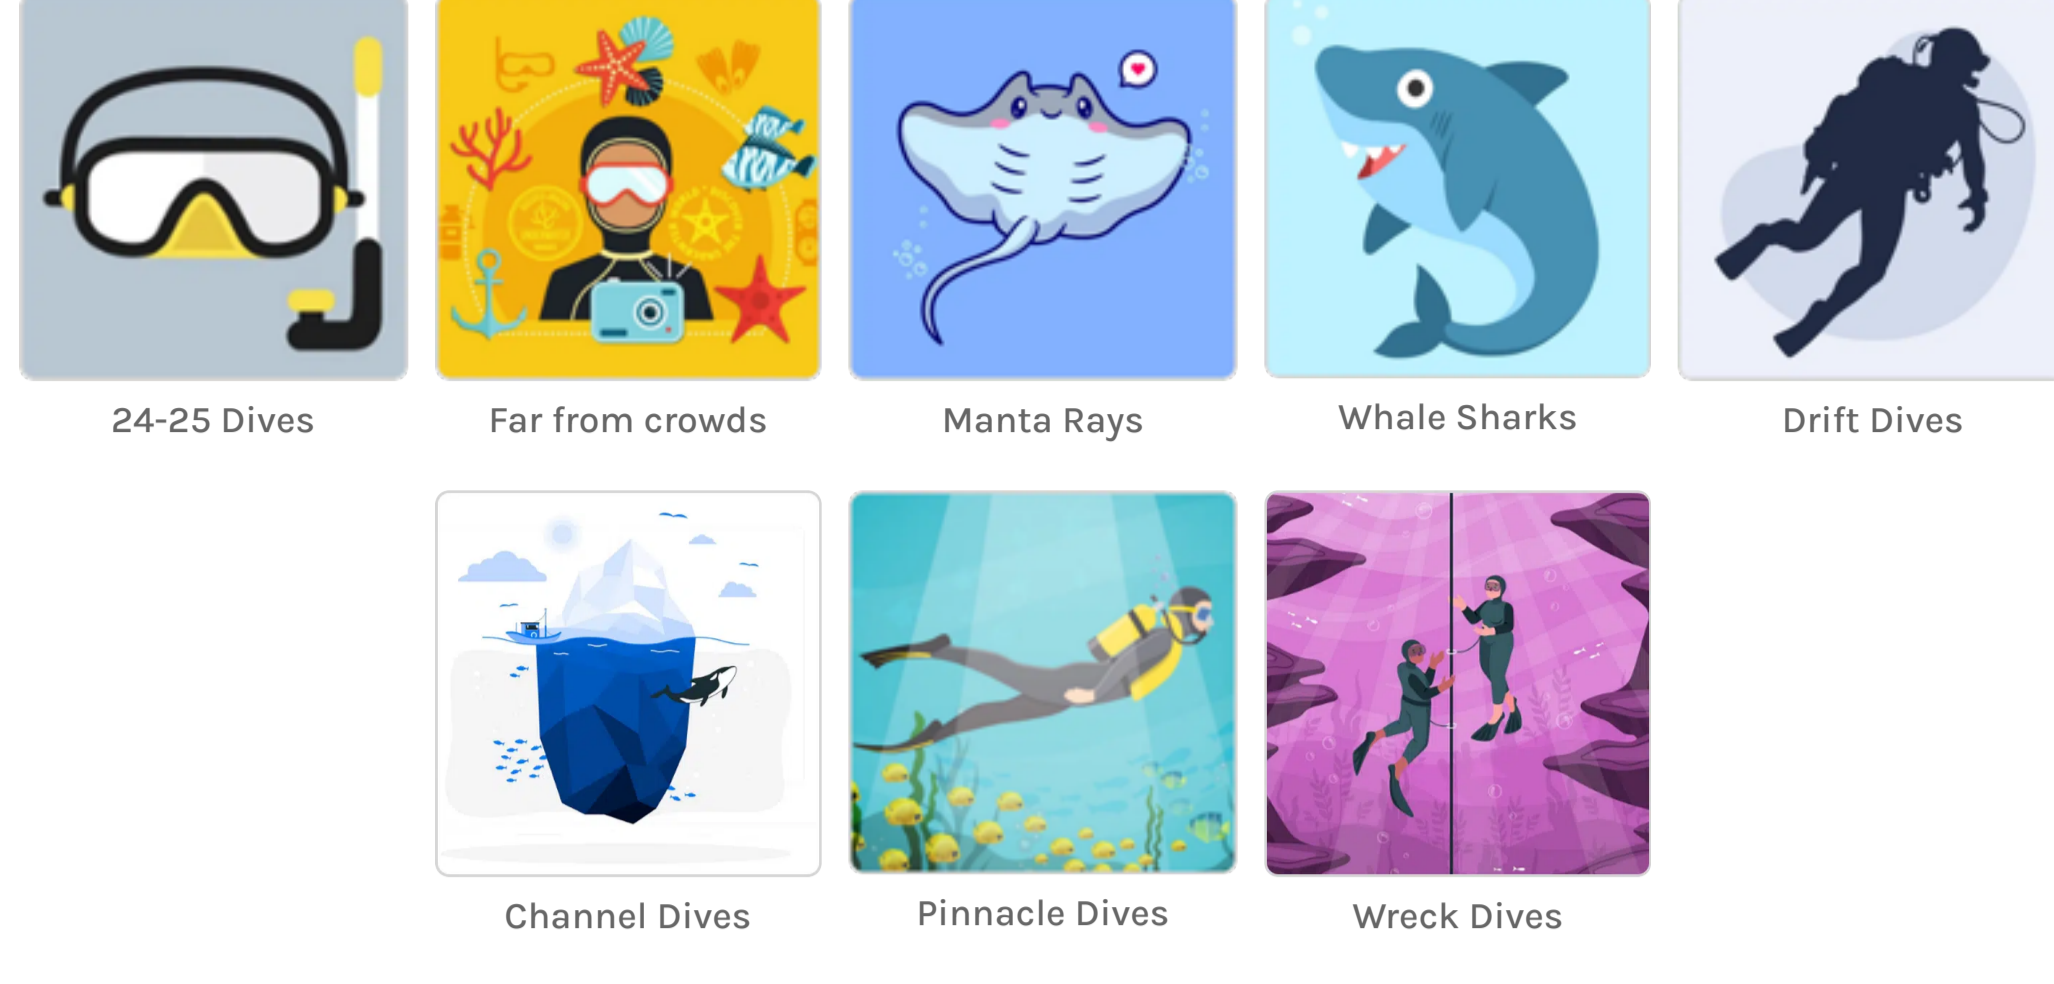 24-25 Dives
Far from crowds
Manta Rays
Whale Sharks
Drift Dives
Channel Dives
Pinnacle Dives
Wreck Dives